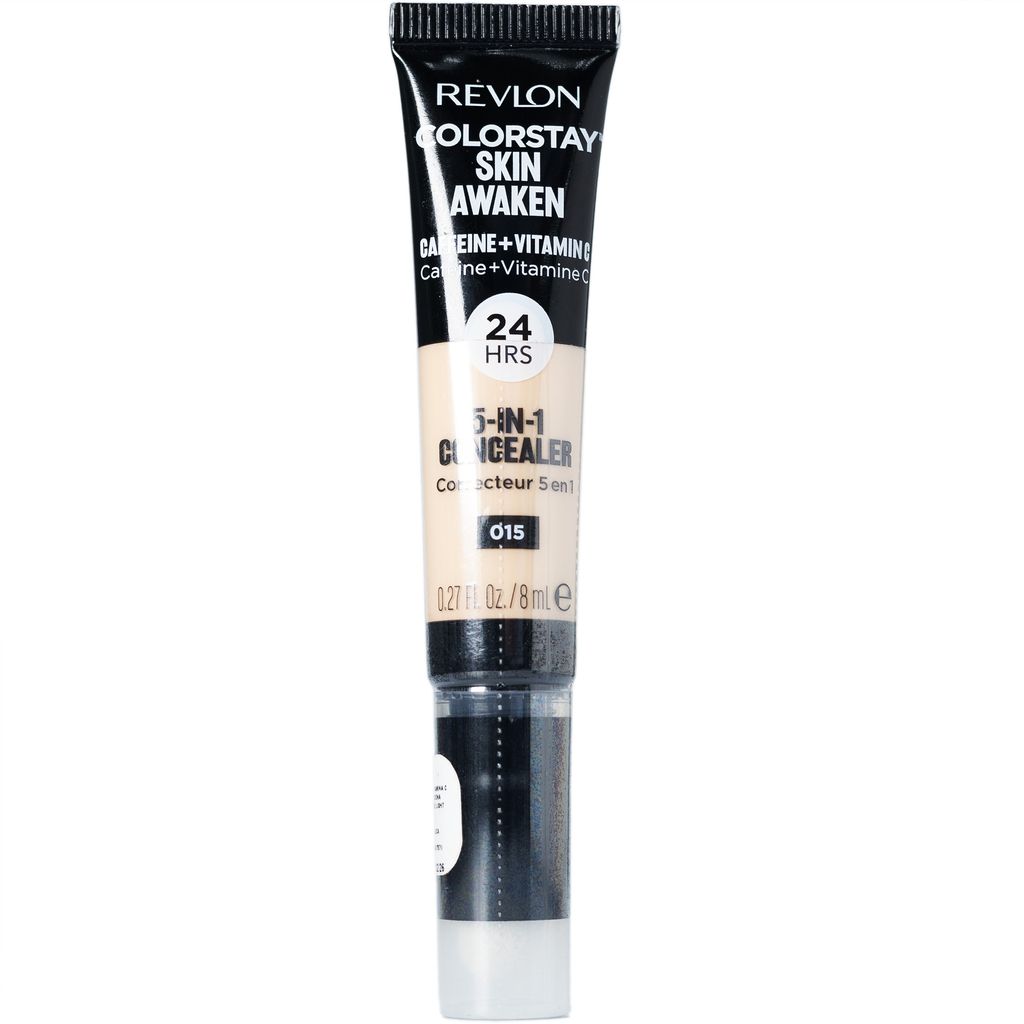 REVLON
COLORSTAY™
SKIN
AWAKEN
CAFFEINE+VITAMIN C
Caféine+Vitamine C
24
HRS
5-IN-1
CONCEALER
Correcteur 5 en 1
015
0.27 Fl. Oz./8 mL ℮